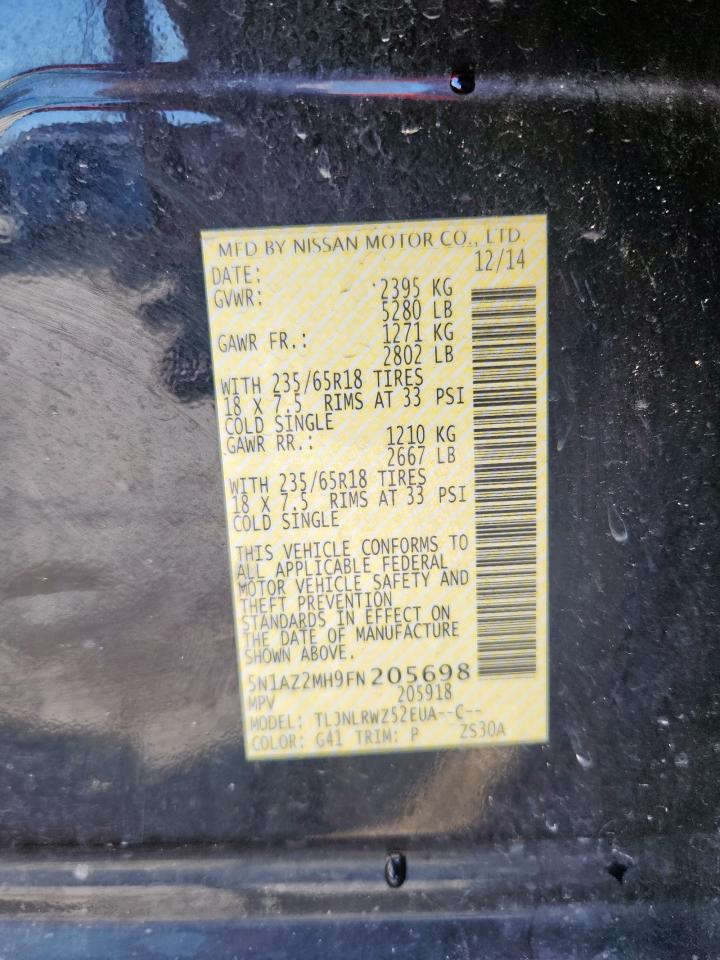 MFD BY NISSAN MOTOR CO., LTD.
DATE: 12/14
GVWR: 2395 KG
5280 LB
GAWR FR.: 1271 KG
2802 LB
WITH 235/65R18 TIRES
18 X 7.5 RIMS AT 33 PSI
COLD SINGLE
GAWR RR.: 1210 KG
2667 LB
WITH 235/65R18 TIRES
18 X 7.5 RIMS AT 33 PSI
COLD SINGLE
THIS VEHICLE CONFORMS TO
ALL APPLICABLE FEDERAL
MOTOR VEHICLE SAFETY AND
THEFT PREVENTION
STANDARDS IN EFFECT ON
THE DATE OF MANUFACTURE
SHOWN ABOVE.
5N1AZ2MH9FN205698
MPV 205918
MODEL: TLJNLRWZ52EUA--C--
COLOR: G41 TRIM: P ZS30A